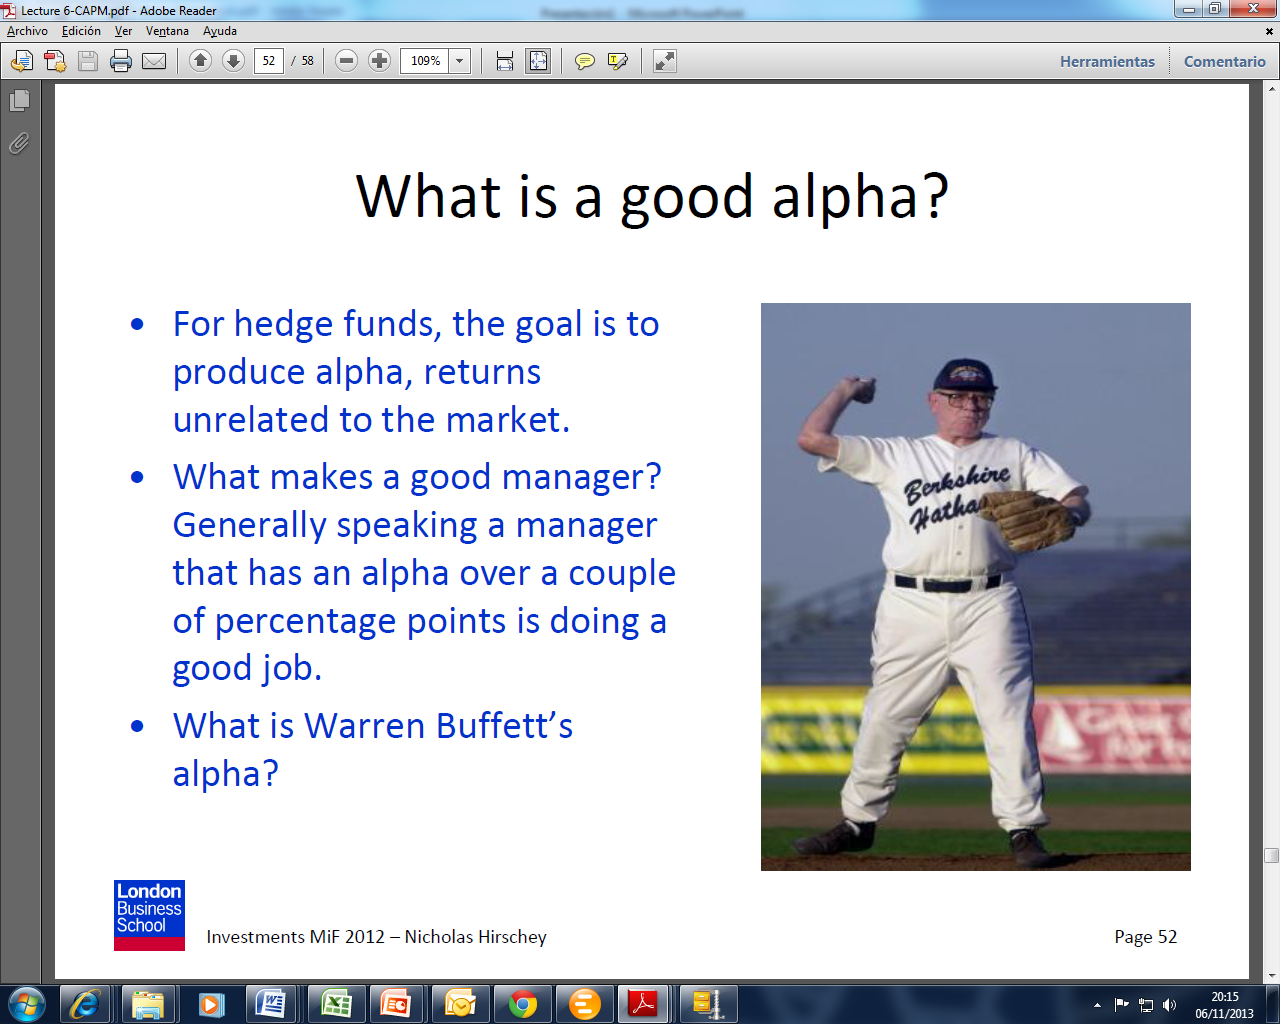 Lecture 6-CAPM.pdf - Adobe Reader
Archivo Edición Ver Ventana Ayuda
52 / 58 109% Herramientas Comentario
What is a good alpha?
• For hedge funds, the goal is to
produce alpha, returns
unrelated to the market.
• What makes a good manager?
Generally speaking a manager
that has an alpha over a couple
of percentage points is doing a
good job.
• What is Warren Buffett's
alpha?
Berkshire
Hatha
London
Business
School
Investments MiF 2012 – Nicholas Hirschey
Page 52
20:15
06/11/2013